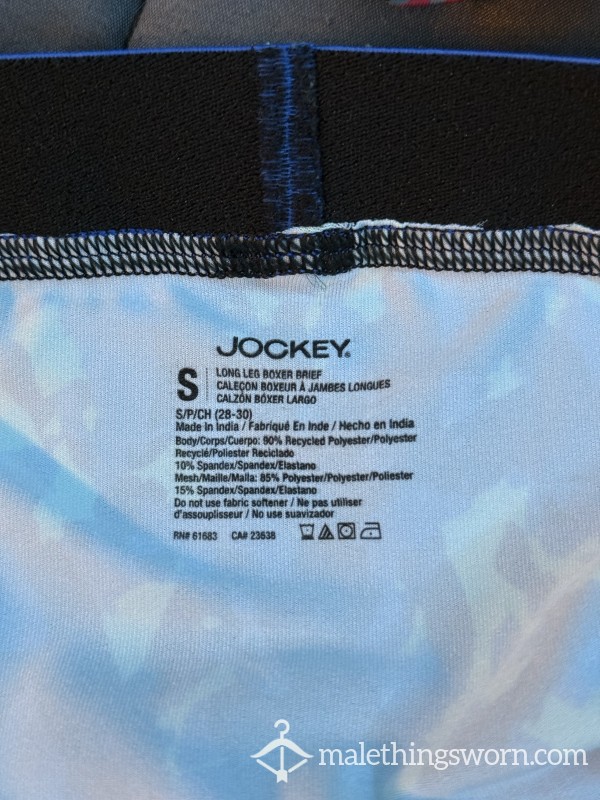 JOCKEY®
S
LONG LEG BOXER BRIEF
CALEÇON BOXEUR À JAMBES LONGUES
CALZÓN BÓXER LARGO
S/P/CH (28-30)
Made In India / Fabriqué En Inde / Hecho en India
Body/Corps/Cuerpo: 90% Recycled Polyester/Polyester
Recyclé/Poliester Reciclado
10% Spandex/Spandex/Elastano
Mesh/Maille/Malla: 85% Polyester/Polyester/Poliester
15% Spandex/Spandex/Elastano
Do not use fabric softener / Ne pas utiliser
d'assouplisseur / No use suavizador
RN# 61683 CA# 23638
malethingsworn.com